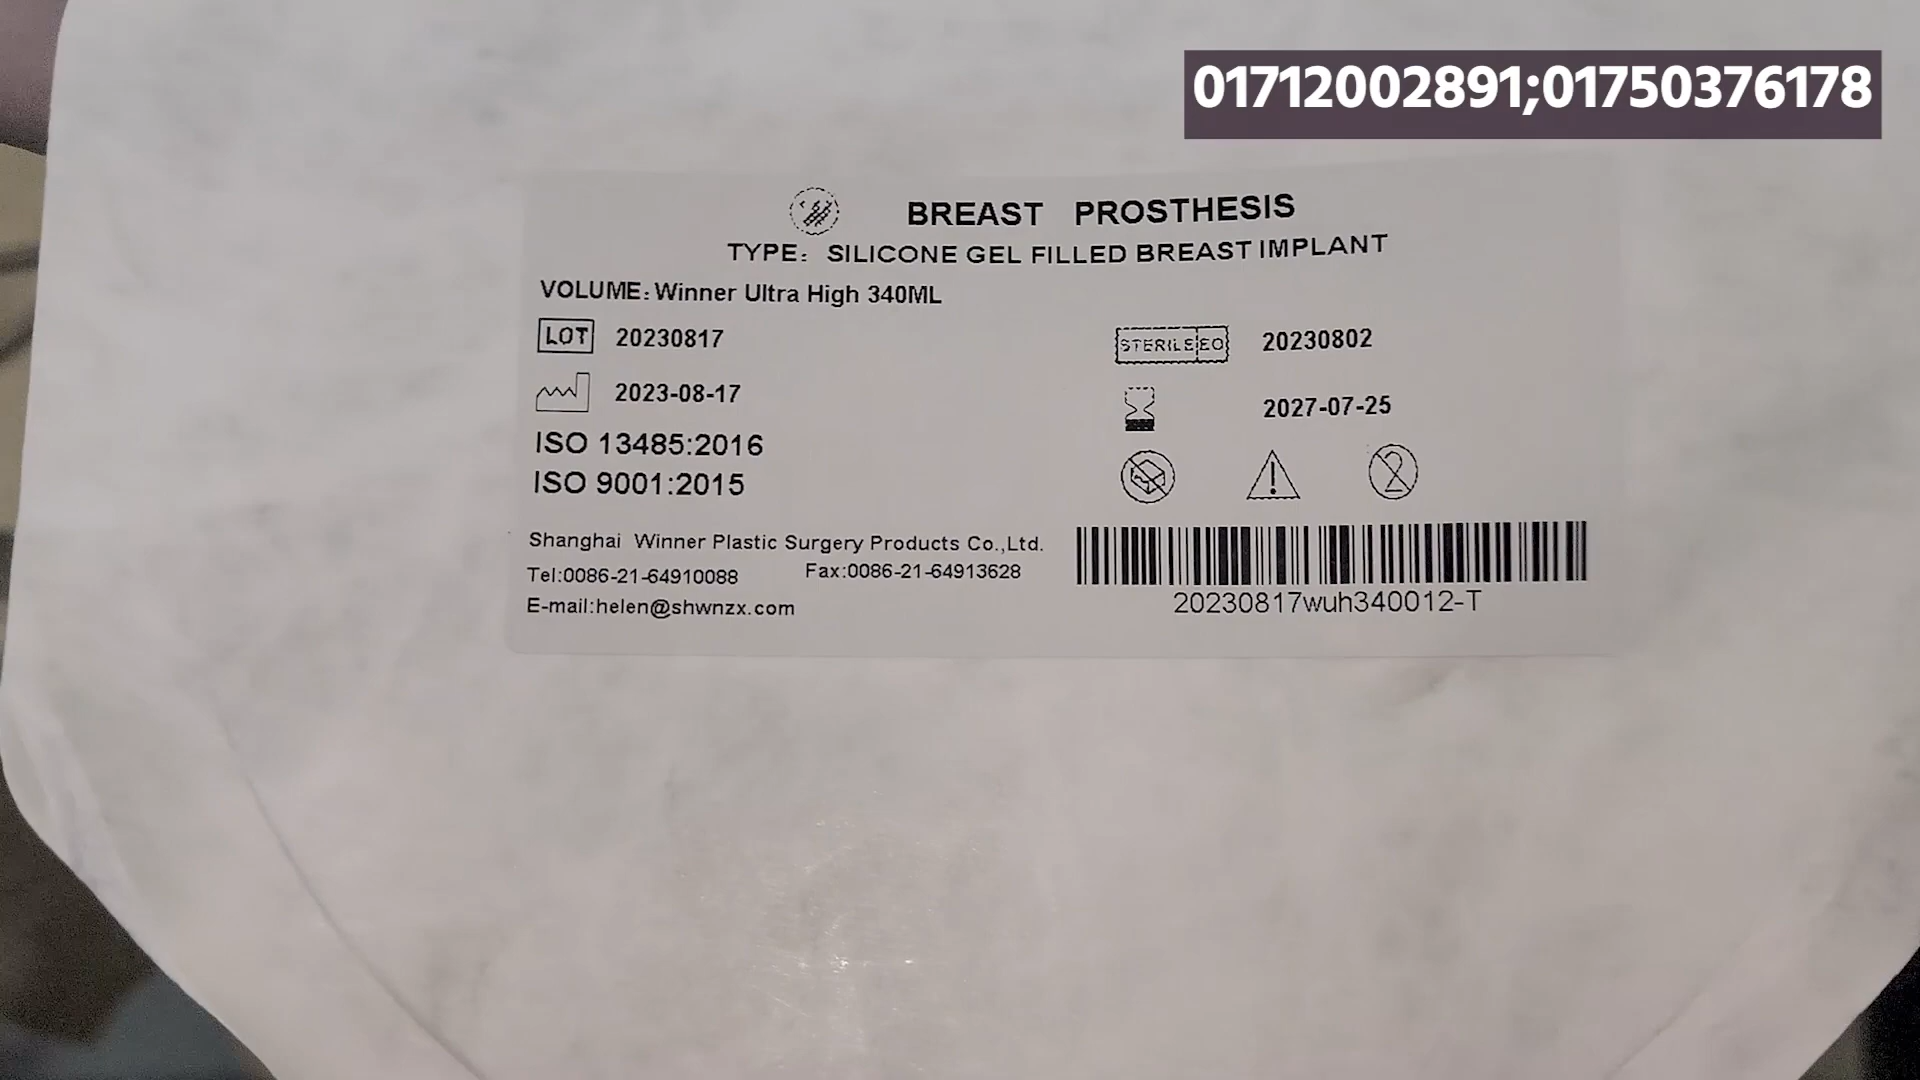 01712002891;01750376178
BREAST PROSTHESIS
TYPE: SILICONE GEL FILLED BREAST IMPLANT
VOLUME: Winner Ultra High 340ML
LOT 20230817
STERILE EO 20230802
2023-08-17
2027-07-25
ISO 13485:2016
ISO 9001:2015
2
Shanghai Winner Plastic Surgery Products Co.,Ltd.
Tel:0086-21-64910088 Fax:0086-21-64913628
E-mail:helen@shwnzx.com
20230817wuh340012-T